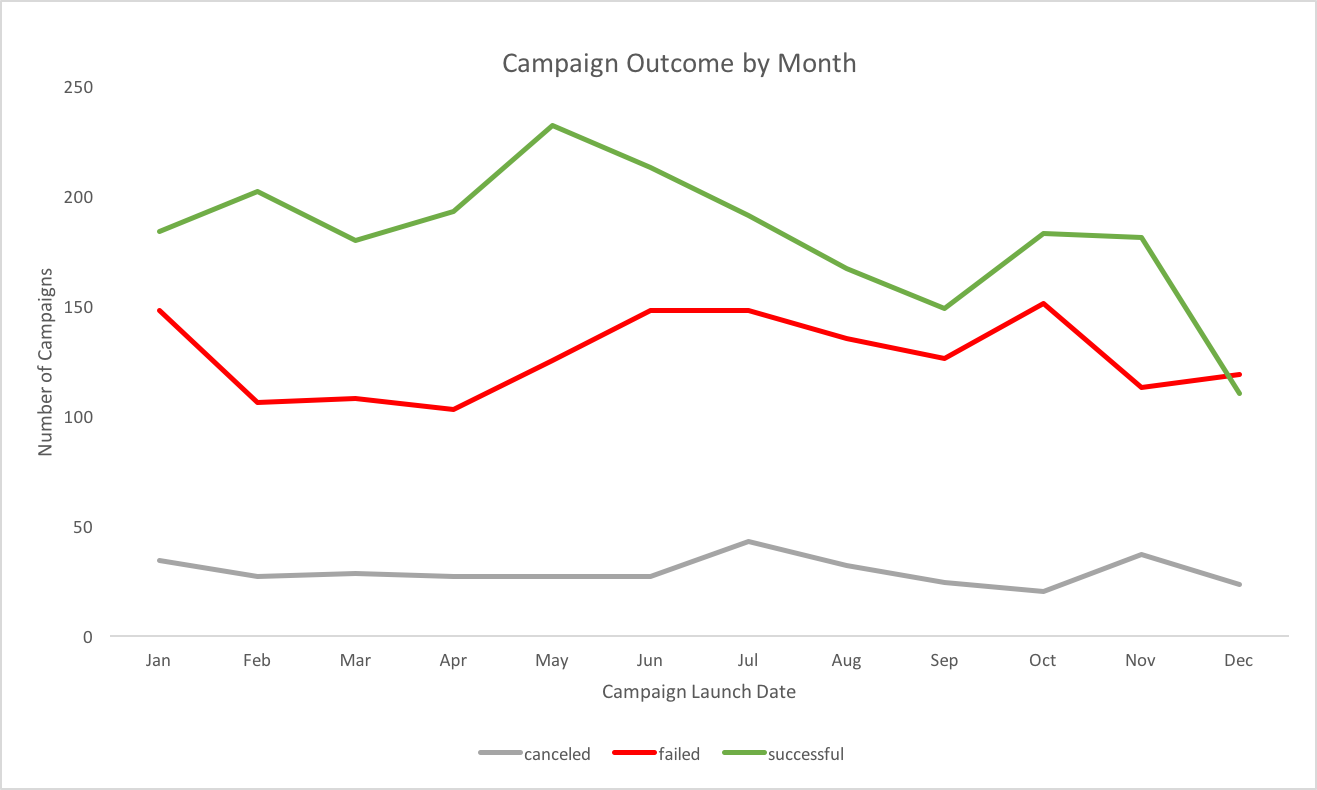 Campaign Outcome by Month
250
200
150
100
50
0
Number of Campaigns
Jan Feb Mar Apr May Jun Jul Aug Sep Oct Nov Dec
Campaign Launch Date
canceled failed successful